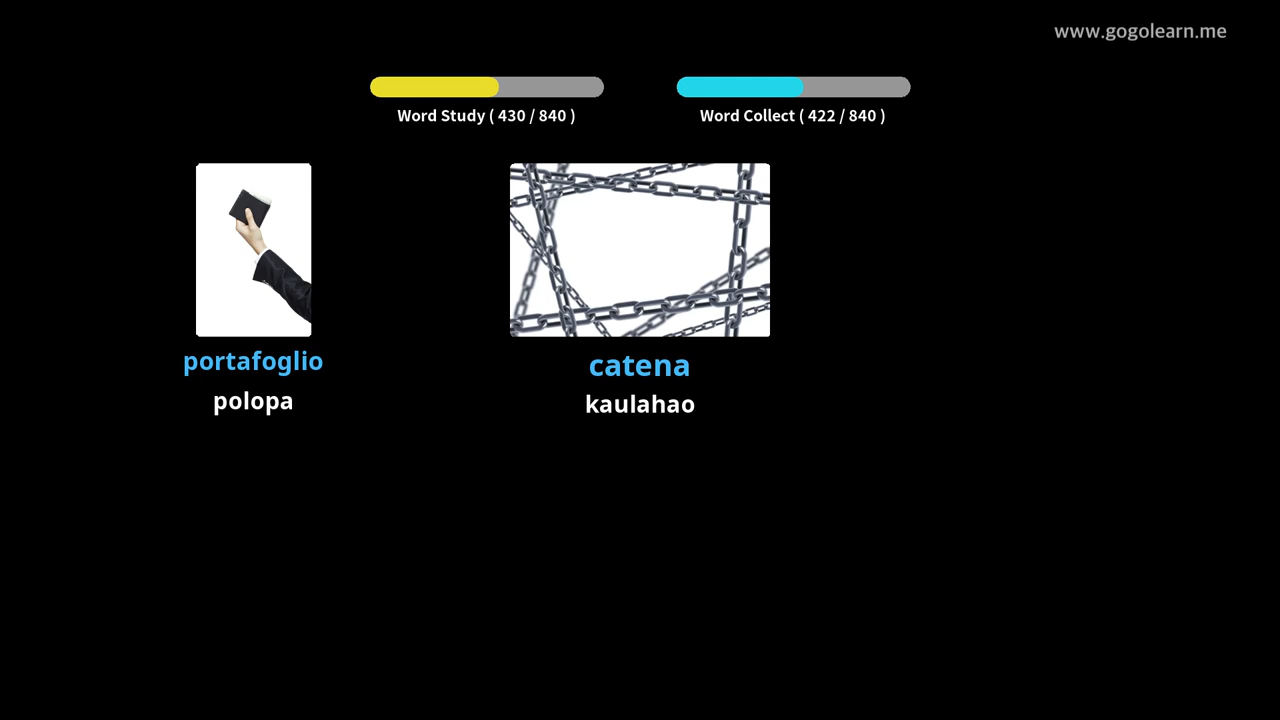 www.gogolearn.me
Word Study ( 430 / 840 )
Word Collect ( 422 / 840 )
portafoglio
polopa
catena
kaulahao